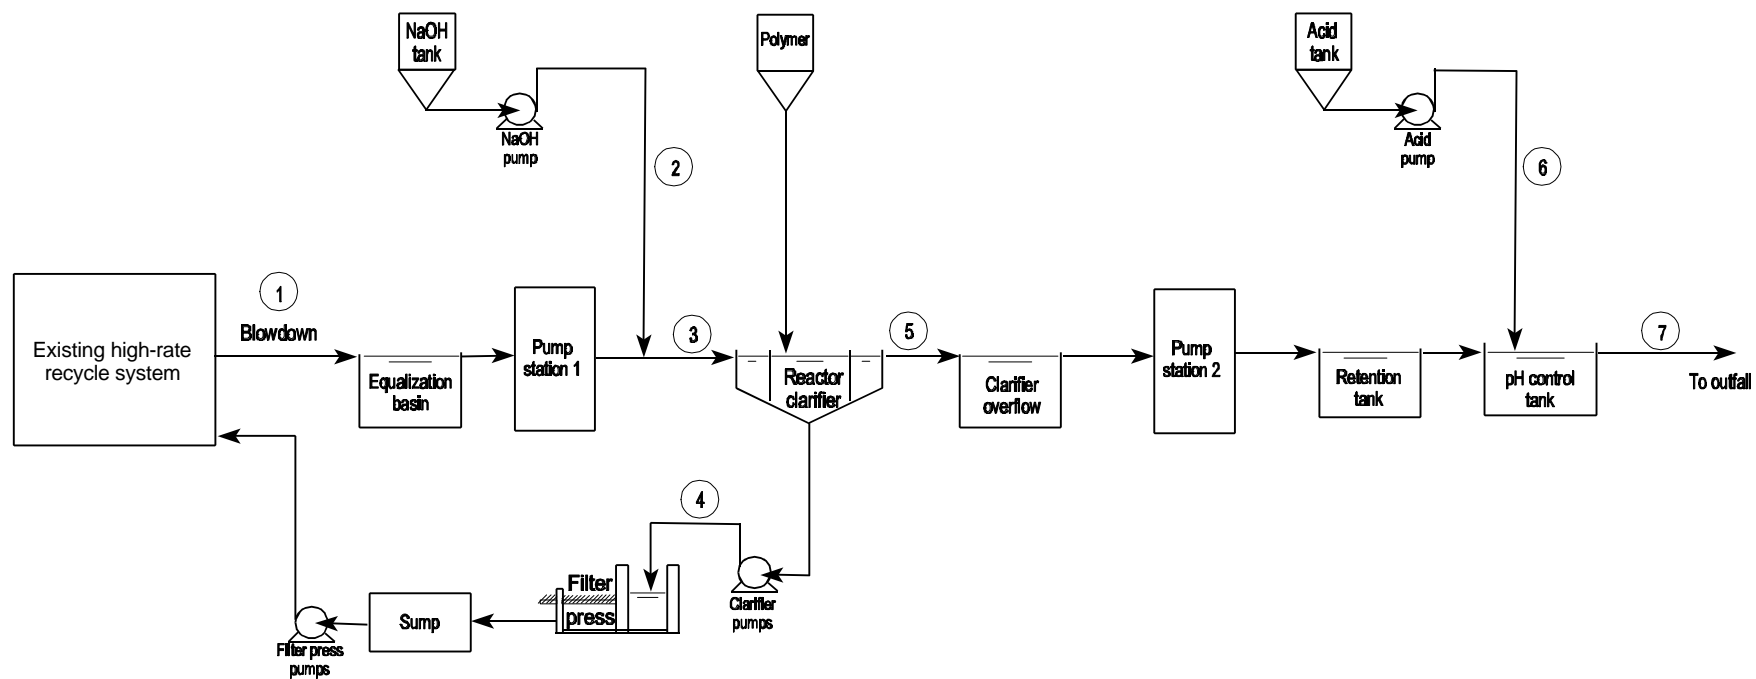 NaOH
tank
NaOH
pump
2
Polymer
Acid
tank
Acid
pump
6
Existing high-rate
recycle system
1
Blowdown
Equalization
basin
Pump
station 1
3
Reactor
clarifier
5
Clarifier
overflow
Pump
station 2
Retention
tank
pH control
tank
7
To outfall
4
Clarifier
pumps
Filter
press
Sump
Filter press
pumps